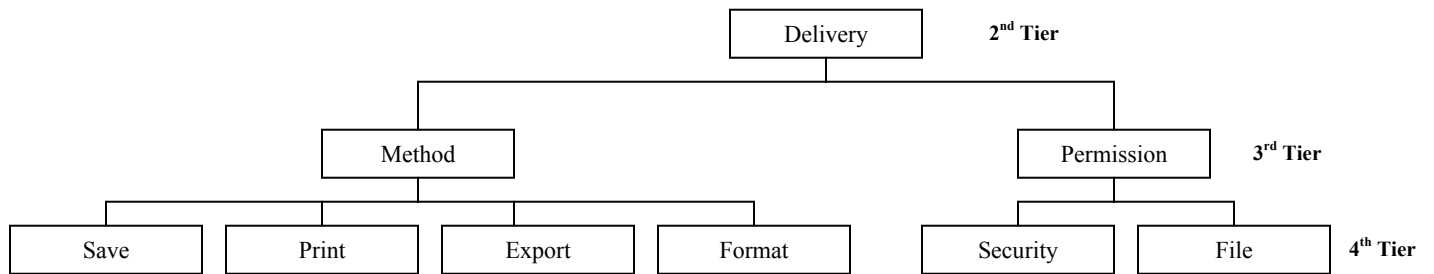 Delivery 2nd Tier
Method Permission 3rd Tier
Save Print Export Format Security File 4th Tier